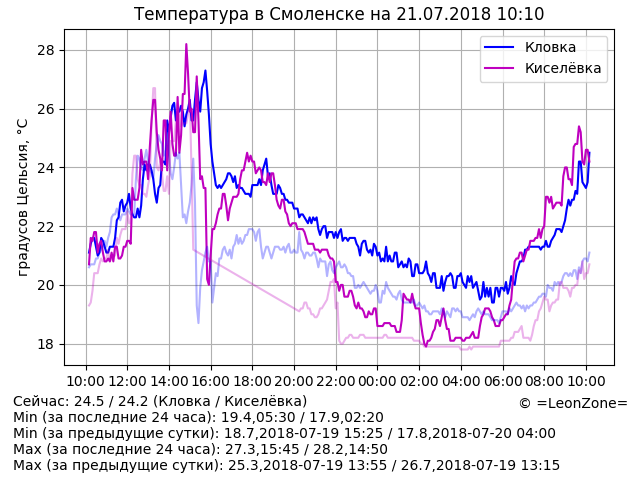 Температура в Смоленске на 21.07.2018 10:10
градусов Цельсия, °C
28
26
24
22
20
18
Кловка
Киселёвка
10:00 12:00 14:00 16:00 18:00 20:00 22:00 00:00 02:00 04:00 06:00 08:00 10:00
Сейчас: 24.5 / 24.2 (Кловка / Киселёвка)
© =LeonZone=
Min (за последние 24 часа): 19.4,05:30 / 17.9,02:20
Min (за предыдущие сутки): 18.7,2018-07-19 15:25 / 17.8,2018-07-20 04:00
Max (за последние 24 часа): 27.3,15:45 / 28.2,14:50
Max (за предыдущие сутки): 25.3,2018-07-19 13:55 / 26.7,2018-07-19 13:15